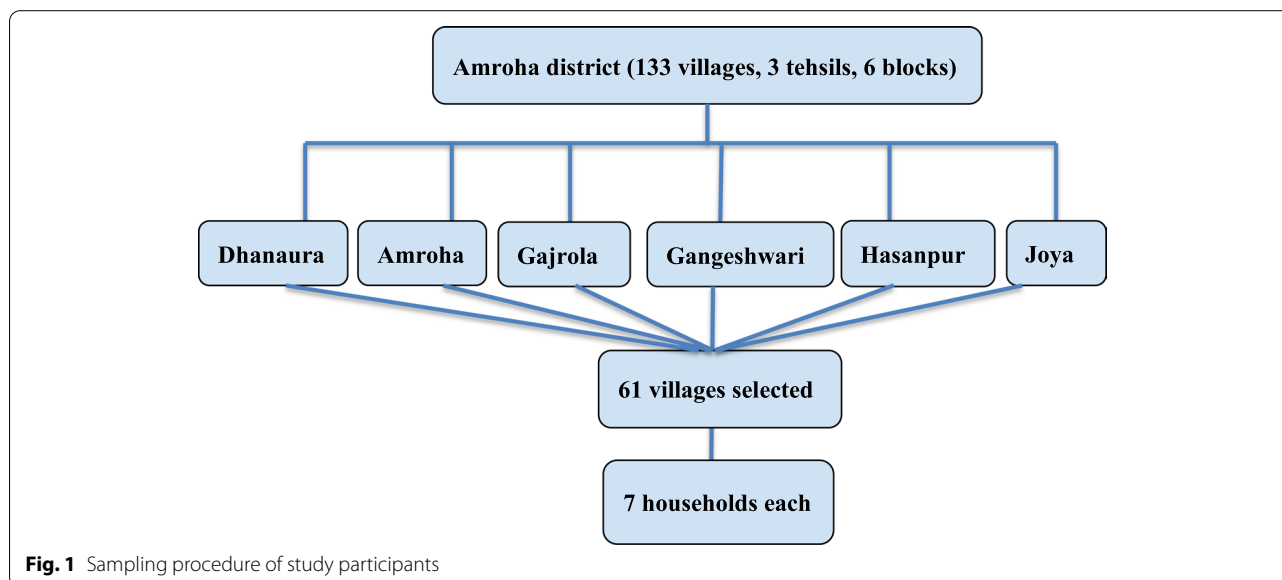 Amroha district (133 villages, 3 tehsils, 6 blocks)
Dhanaura
Amroha
Gajrola
Gangeshwari
Hasanpur
Joya
61 villages selected
7 households each
Fig. 1 Sampling procedure of study participants